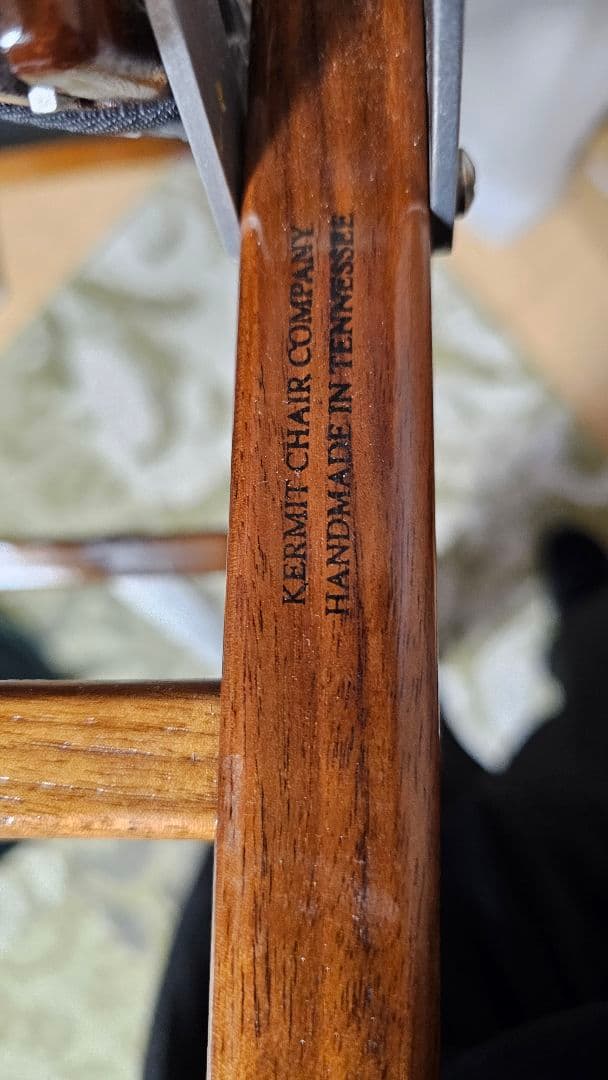 KERMIT CHAIR COMPANY
HANDMADE IN TENNESSEE